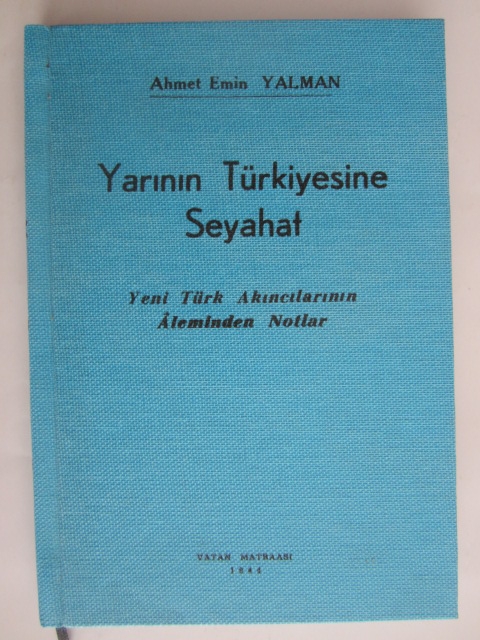 Ahmet Emin YALMAN
Yarının Türkiyesine
Seyahat
Yeni Türk Akıncılarının
Âleminden Notlar
VATAN MATBAASI
1944